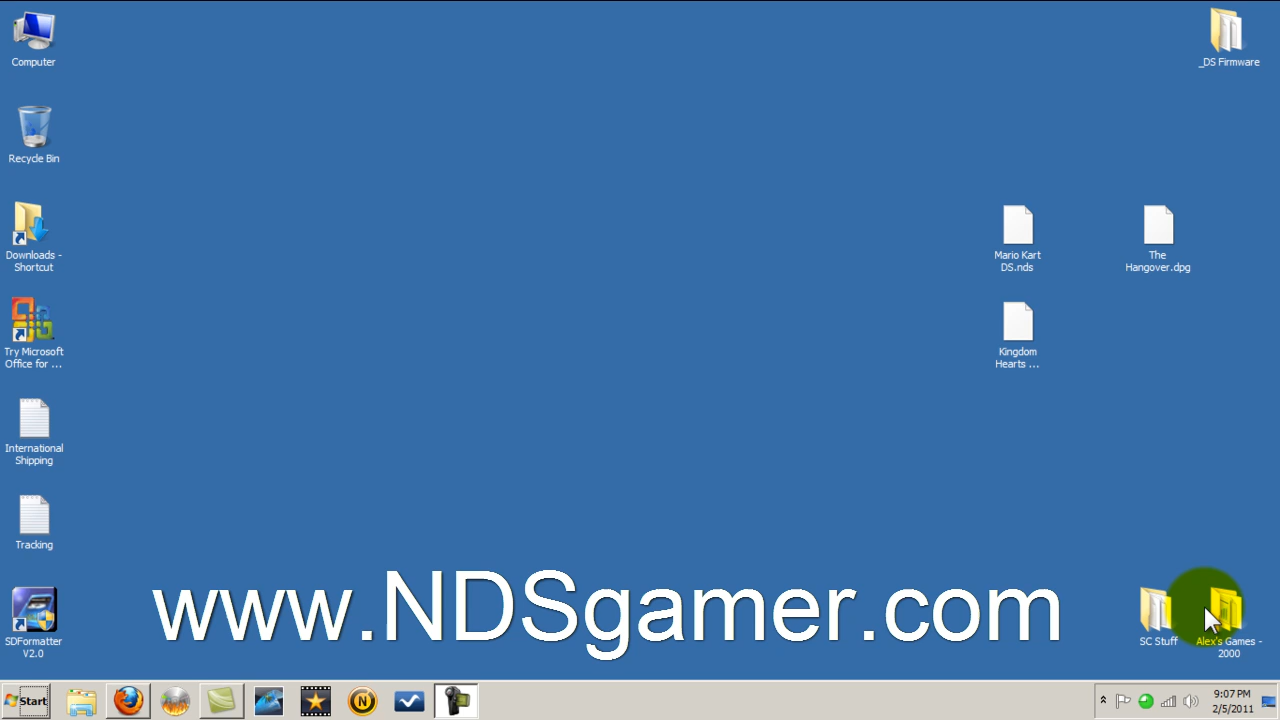 Computer
Recycle Bin
Downloads -
Shortcut
Try Microsoft
Office for ...
International
Shipping
Tracking
SDFormatter
V2.0
_DS Firmware
Mario Kart
DS.nds
The
Hangover.dpg
Kingdom
Hearts ...
SC Stuff
Alex's Games -
2000
www.NDSgamer.com
Start
N
9:07 PM
2/5/2011